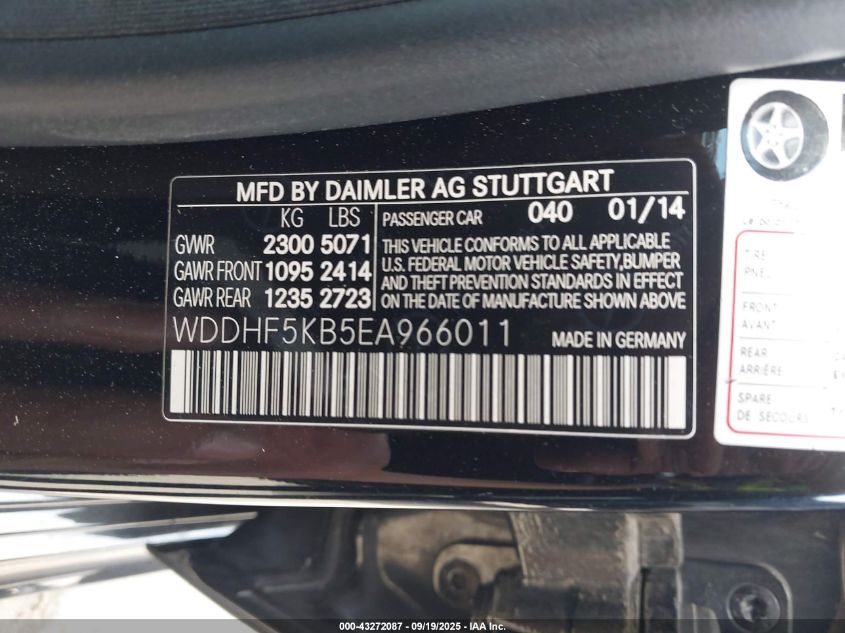 MFD BY DAIMLER AG STUTTGART
KG LBS
GVWR 2300 5071
GAWR FRONT 1095 2414
GAWR REAR 1235 2723
PASSENGER CAR 040 01/14
THIS VEHICLE CONFORMS TO ALL APPLICABLE
U.S. FEDERAL MOTOR VEHICLE SAFETY,BUMPER
AND THEFT PREVENTION STANDARDS IN EFFECT
ON THE DATE OF MANUFACTURE SHOWN ABOVE
WDDHF5KB5EA966011 MADE IN GERMANY
TIRE
PNEU
FRONT
AVANT
REAR
ARRIÈRE
SPARE
DE SECOURS
000-43272087 - 09/19/2025 - © IAA, Inc.